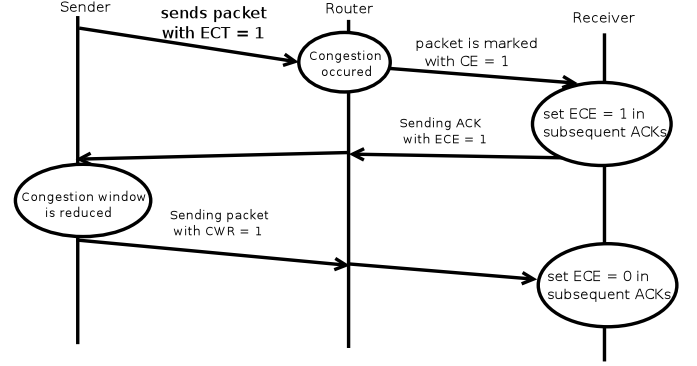 Sender
Router
Receiver
sends packet
with ECT = 1
Congestion
occured
packet is marked
with CE = 1
set ECE = 1 in
subsequent ACKs
Sending ACK
with ECE = 1
Congestion window
is reduced
Sending packet
with CWR = 1
set ECE = 0 in
subsequent ACKs